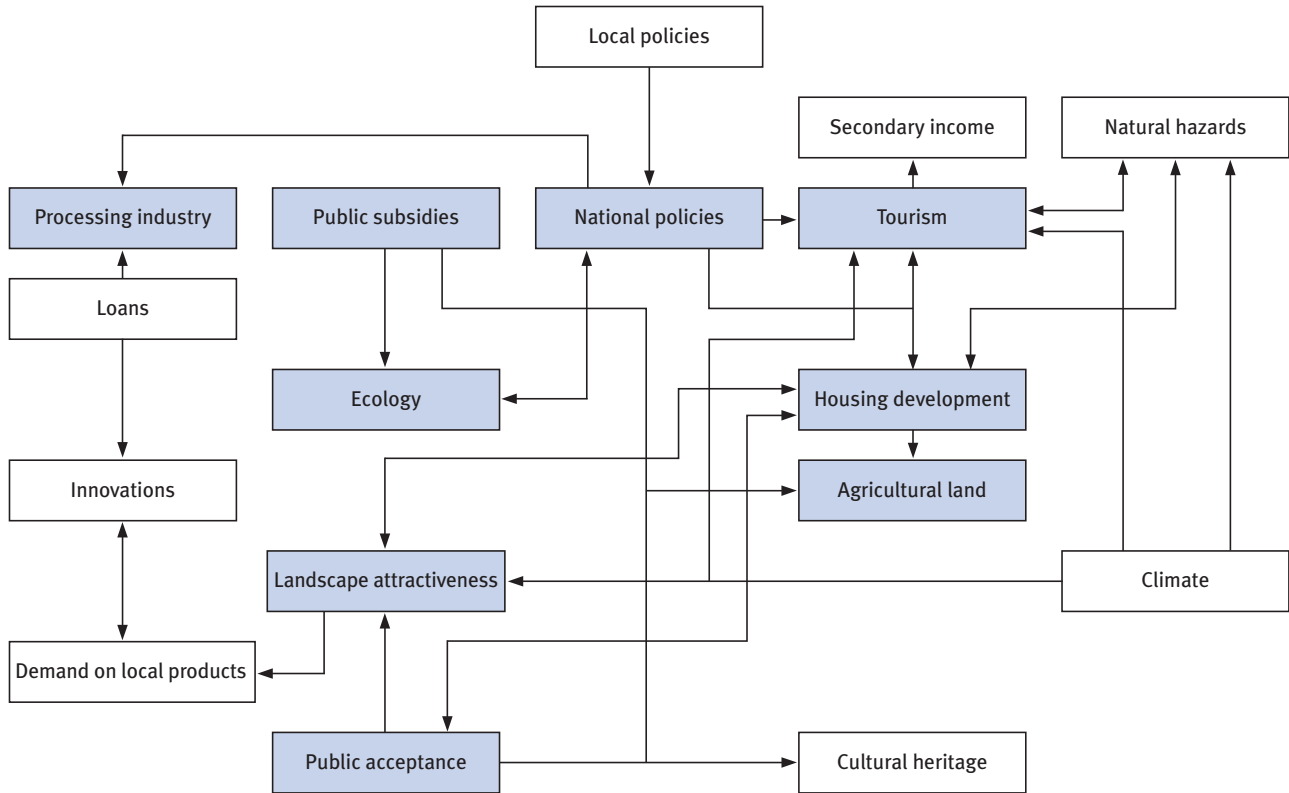 Local policies
Secondary income
Natural hazards
Processing industry
Public subsidies
National policies
Tourism
Loans
Ecology
Housing development
Innovations
Agricultural land
Landscape attractiveness
Climate
Demand on local products
Public acceptance
Cultural heritage